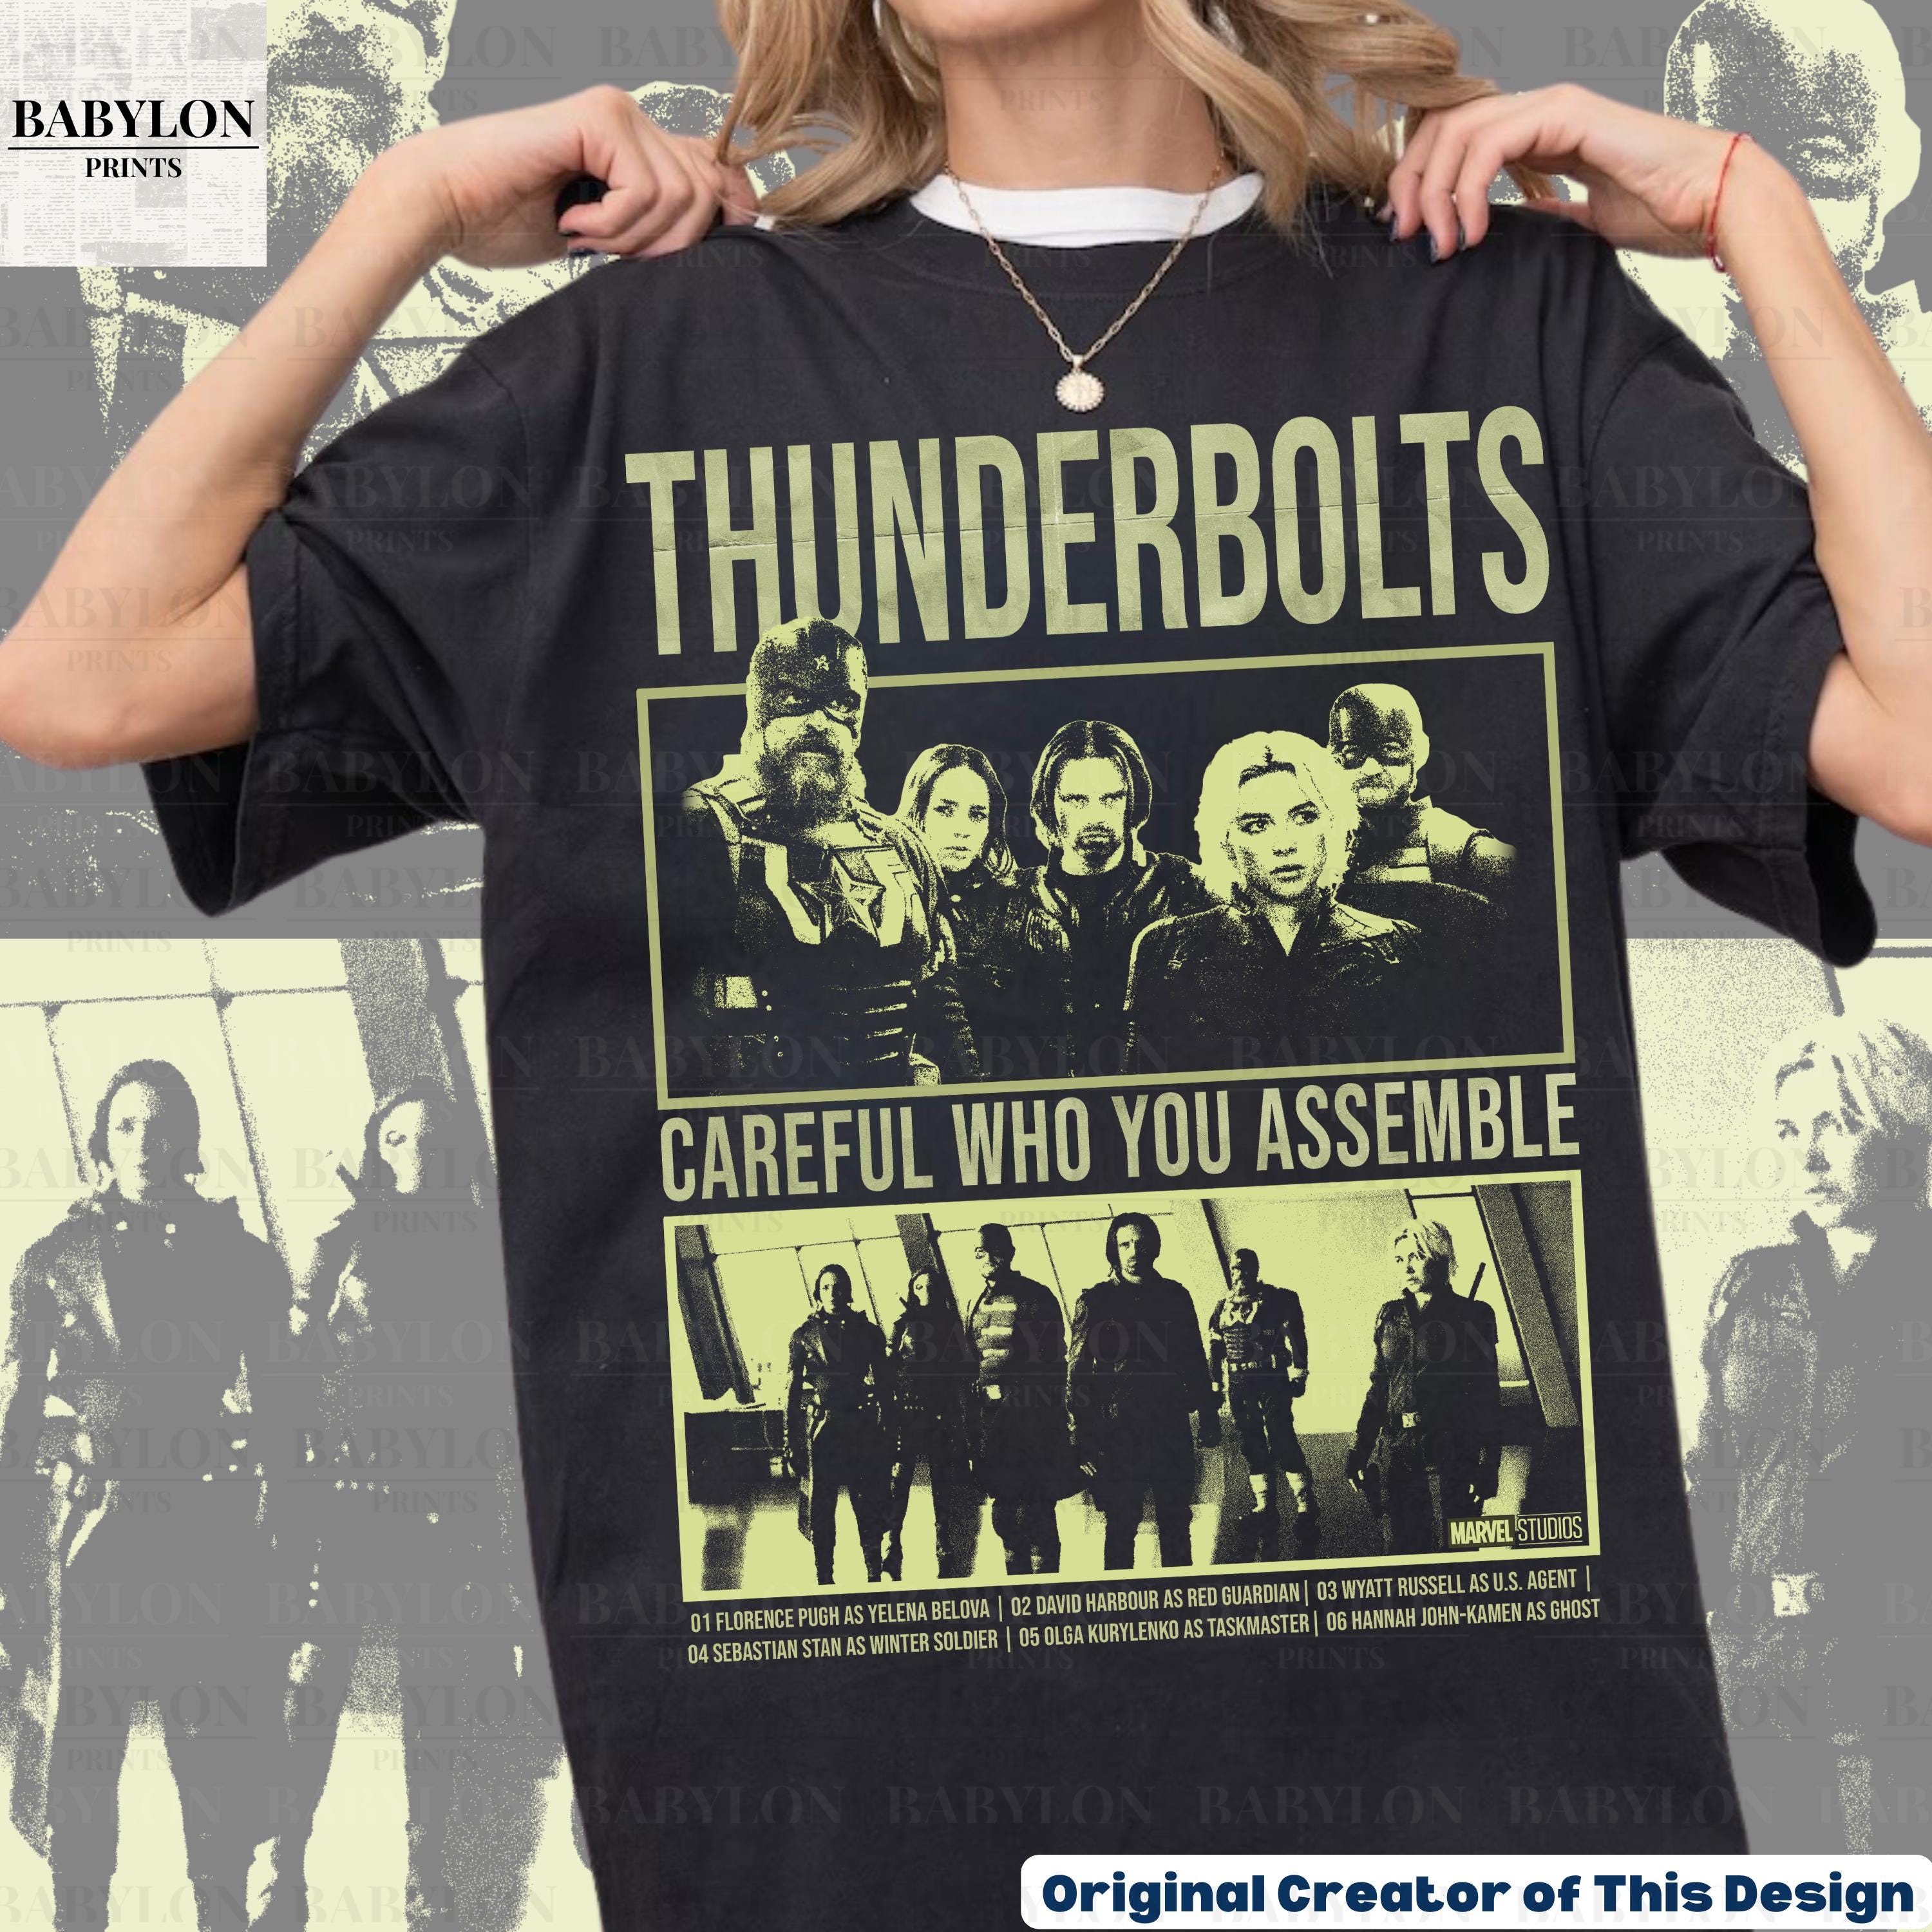 BABYLON
PRINTS
THUNDERBOLTS
CAREFUL WHO YOU ASSEMBLE
MARVEL STUDIOS
01 FLORENCE PUGH AS YELENA BELOVA | 02 DAVID HARBOUR AS RED GUARDIAN | 03 WYATT RUSSELL AS U.S. AGENT |
04 SEBASTIAN STAN AS WINTER SOLDIER | 05 OLGA KURYLENKO AS TASKMASTER | 06 HANNAH JOHN-KAMEN AS GHOST
Original Creator of This Design